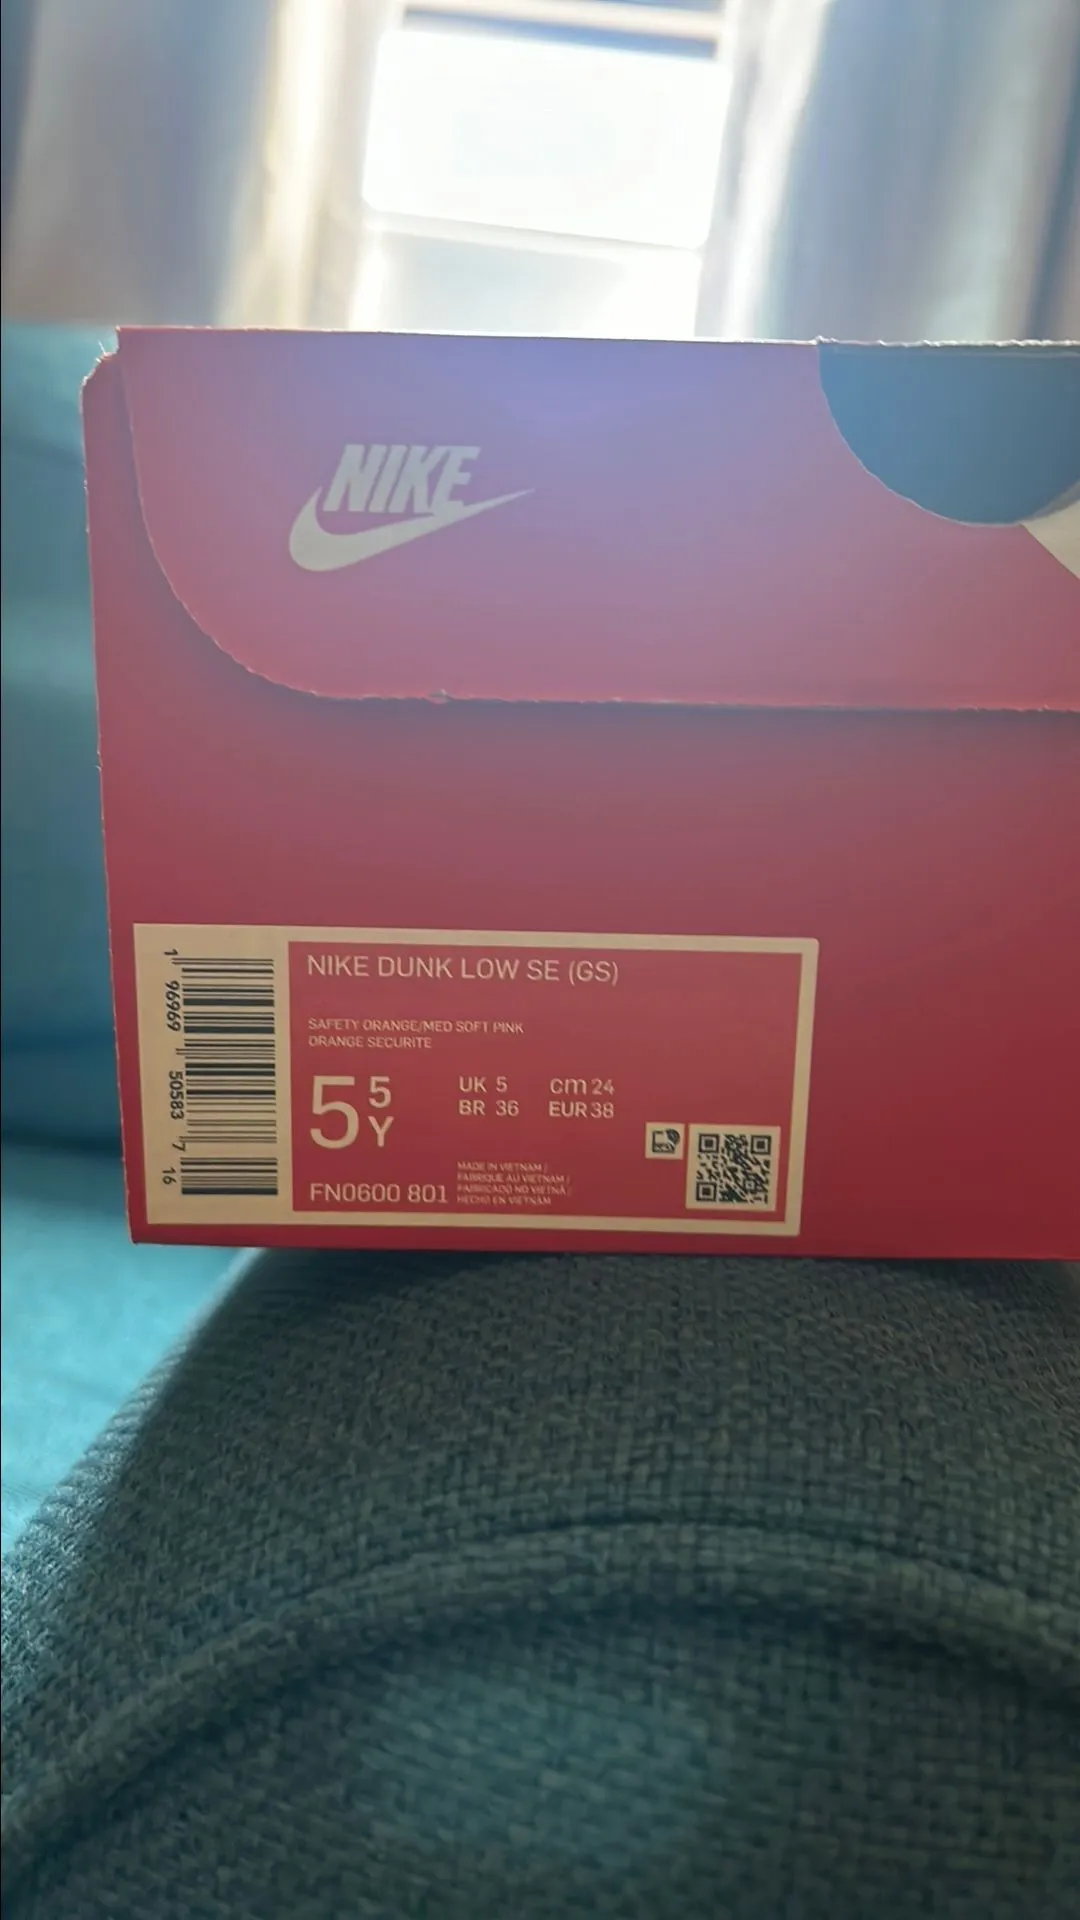 NIKE
NIKE DUNK LOW SE (GS)
SAFETY ORANGE/MED SOFT PINK
ORANGE SECURITE
5 5 Y
UK 5 cm 24
BR 36 EUR 38
FN0600 801
MADE IN VIETNAM /
FABRIQUE AU VIETNAM /
FABRICADO NO VIETNÃ /
HECHO EN VIETNAM
1 96969 50583 7 16